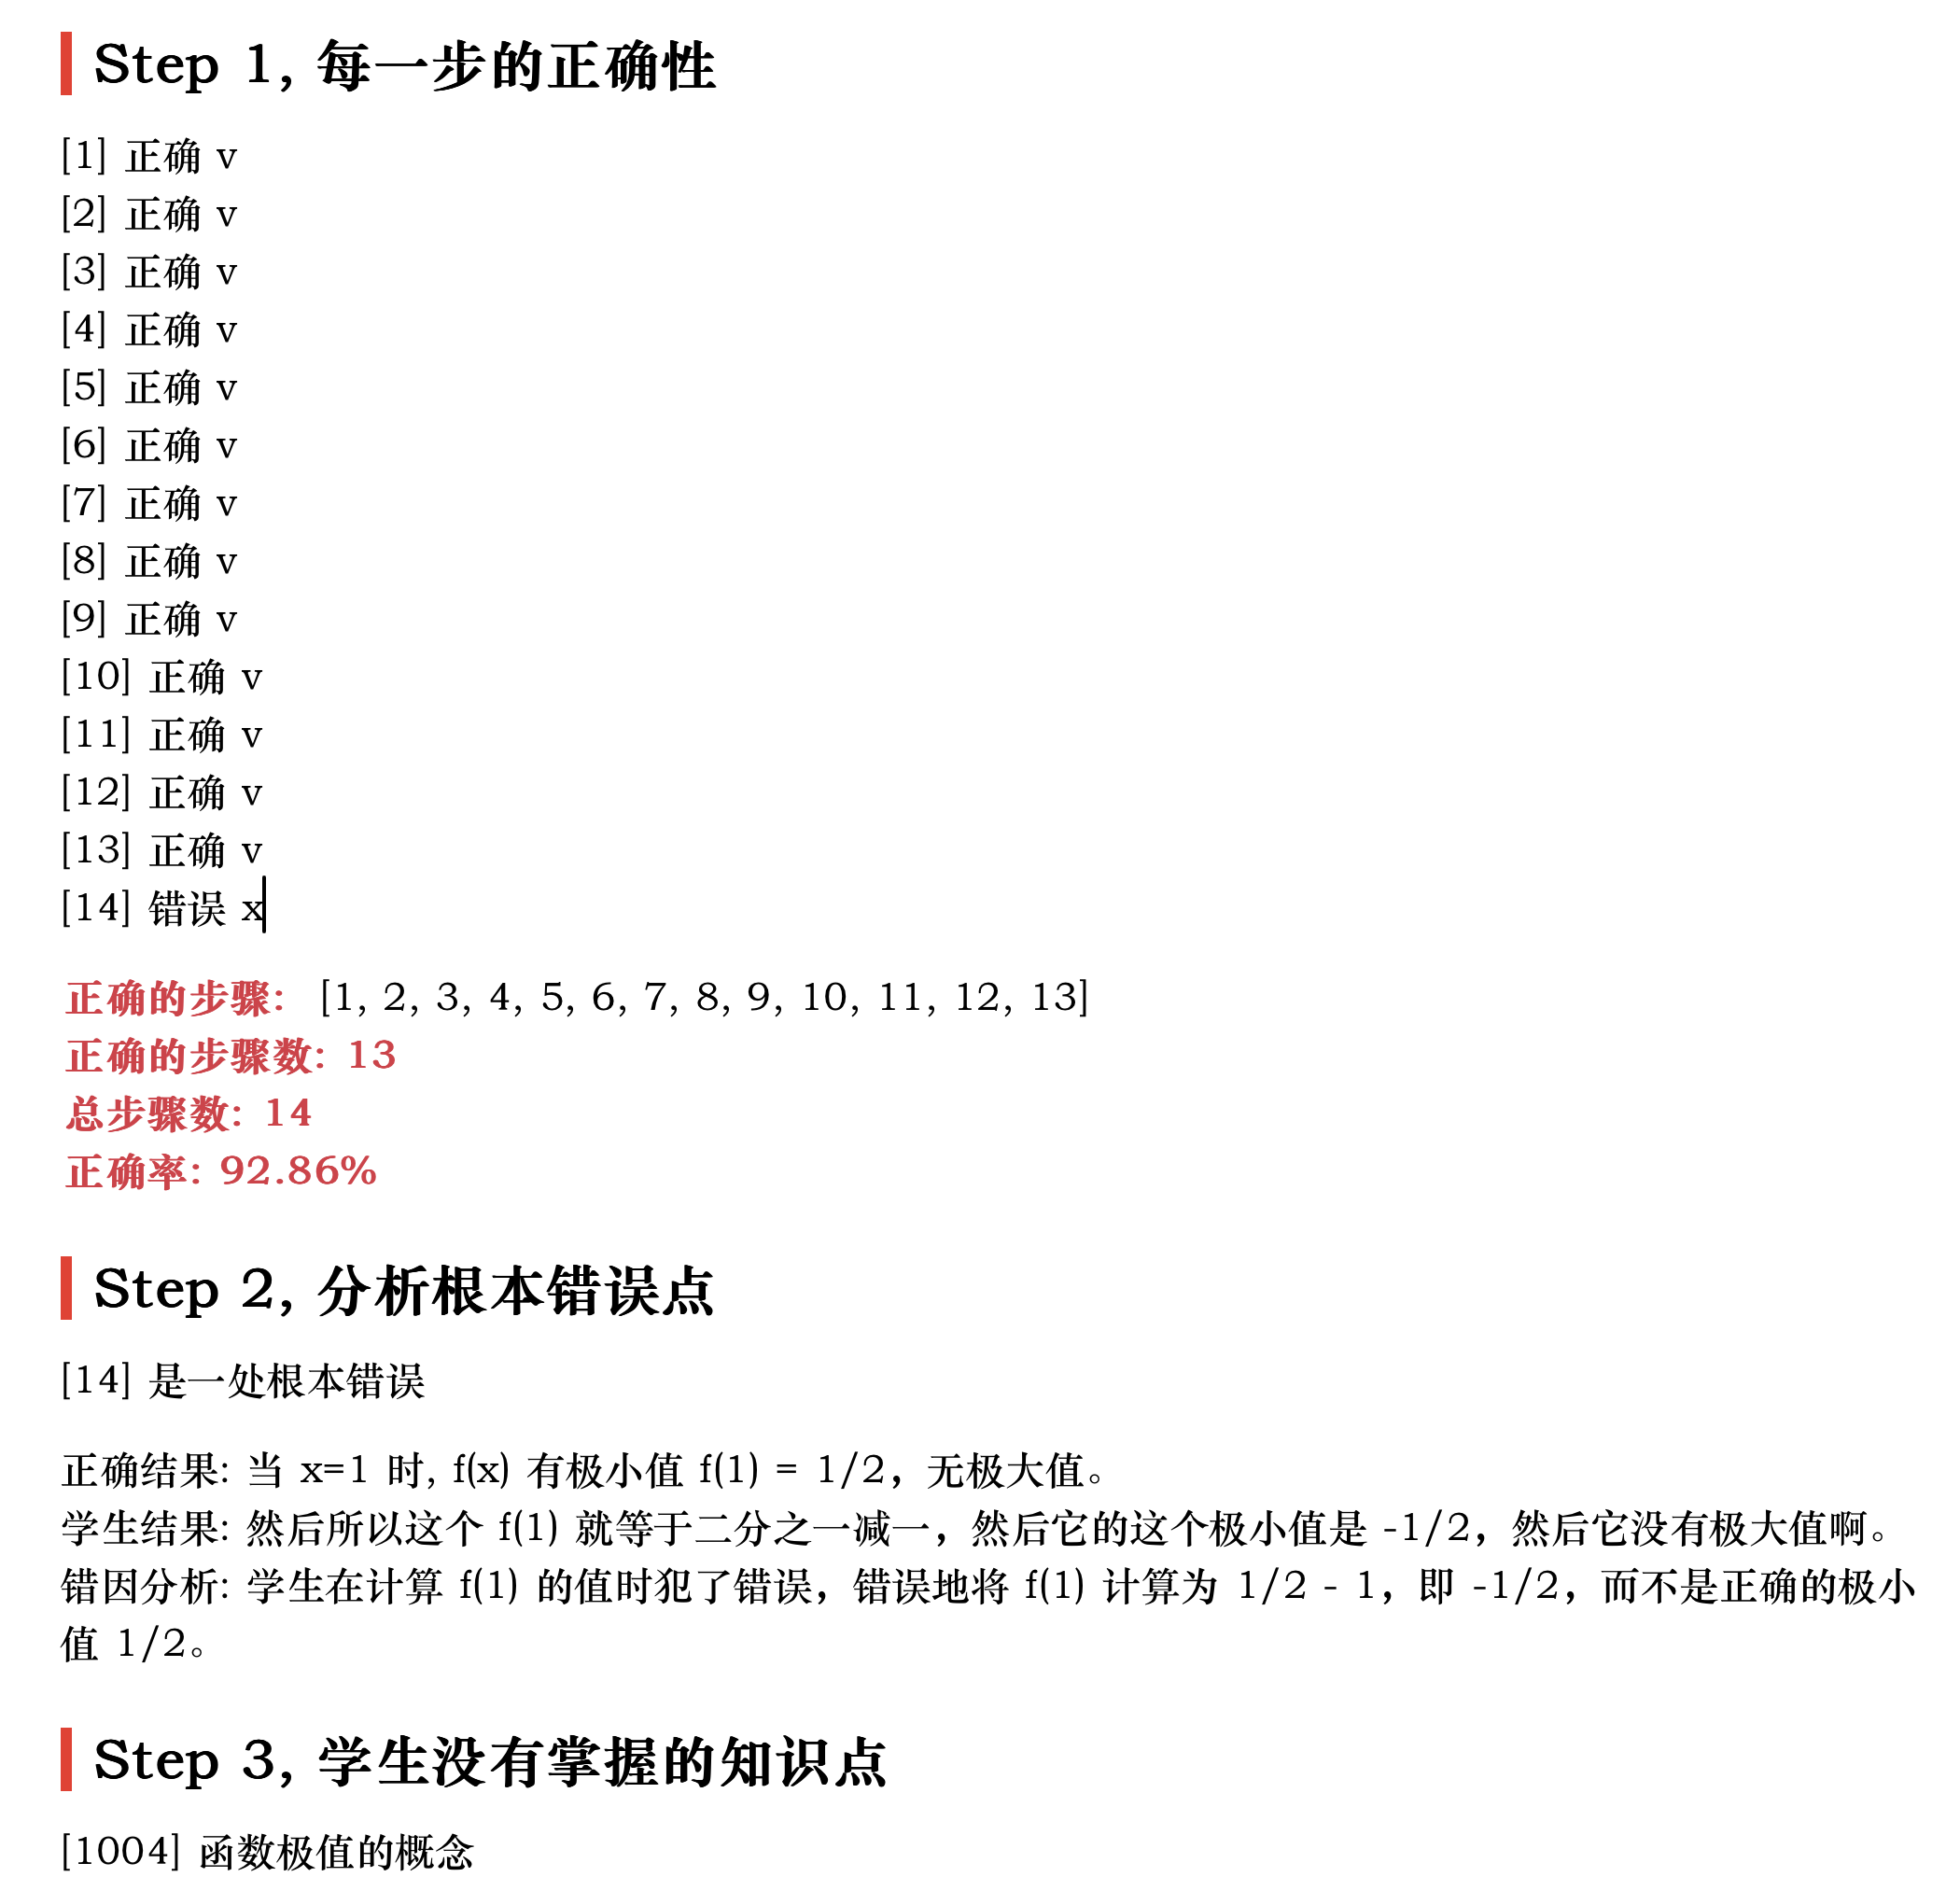 Step 1, 每一步的正确性
[1] 正确 v
[2] 正确 v
[3] 正确 v
[4] 正确 v
[5] 正确 v
[6] 正确 v
[7] 正确 v
[8] 正确 v
[9] 正确 v
[10] 正确 v
[11] 正确 v
[12] 正确 v
[13] 正确 v
[14] 错误 x
正确的步骤: [1, 2, 3, 4, 5, 6, 7, 8, 9, 10, 11, 12, 13]
正确的步骤数: 13
总步骤数: 14
正确率: 92.86%
Step 2, 分析根本错误点
[14] 是一处根本错误
正确结果: 当 x=1 时, f(x) 有极小值 f(1) = 1/2，无极大值。
学生结果: 然后所以这个 f(1) 就等于二分之一减一，然后它的这个极小值是 -1/2，然后它没有极大值啊。
错因分析: 学生在计算 f(1) 的值时犯了错误，错误地将 f(1) 计算为 1/2 - 1，即 -1/2，而不是正确的极小
值 1/2。
Step 3, 学生没有掌握的知识点
[1004] 函数极值的概念